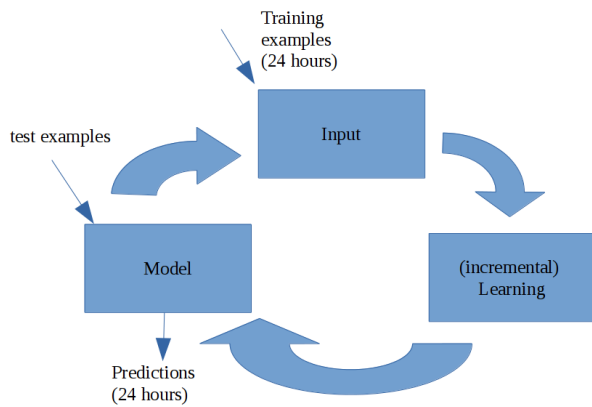 Training
examples
(24 hours)
Input
test examples
Model
(incremental)
Learning
Predictions
(24 hours)